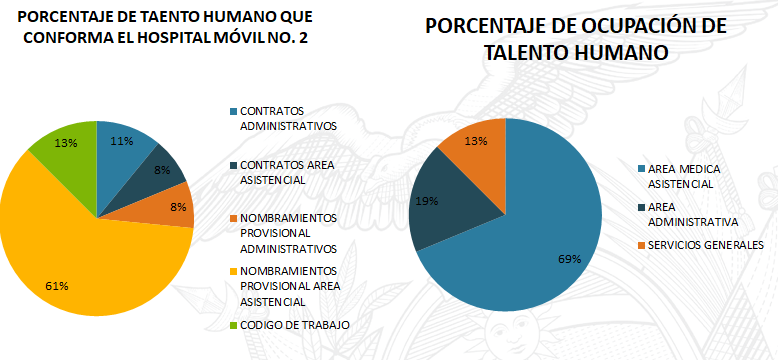 PORCENTAJE DE TAENTO HUMANO QUE
CONFORMA EL HOSPITAL MÓVIL NO. 2
11%
8%
8%
61%
13%
CONTRATOS
ADMINISTRATIVOS
CONTRATOS AREA
ASISTENCIAL
NOMBRAMIENTOS
PROVISIONAL
ADMINISTRATIVOS
NOMBRAMIENTOS
PROVISIONAL AREA
ASISTENCIAL
CODIGO DE TRABAJO
PORCENTAJE DE OCUPACIÓN DE
TALENTO HUMANO
13%
19%
69%
AREA MEDICA
ASISTENCIAL
AREA
ADMINISTRATIVA
SERVICIOS GENERALES